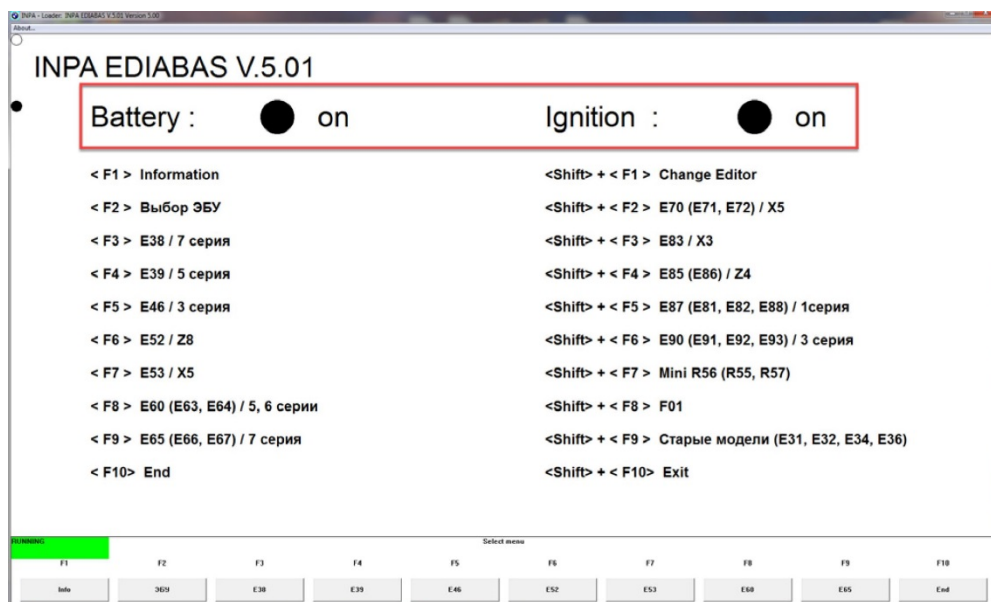 INPA - Loader: INPA EDIABAS V.5.01 Version 5.00
About...
INPA EDIABAS V.5.01
Battery : on Ignition : on
< F1 > Information <Shift> + < F1 > Change Editor
< F2 > Выбор ЭБУ <Shift> + < F2 > E70 (E71, E72) / X5
< F3 > E38 / 7 серия <Shift> + < F3 > E83 / X3
< F4 > E39 / 5 серия <Shift> + < F4 > E85 (E86) / Z4
< F5 > E46 / 3 серия <Shift> + < F5 > E87 (E81, E82, E88) / 1серия
< F6 > E52 / Z8 <Shift> + < F6 > E90 (E91, E92, E93) / 3 серия
< F7 > E53 / X5 <Shift> + < F7 > Mini R56 (R55, R57)
< F8 > E60 (E63, E64) / 5, 6 серии <Shift> + < F8 > F01
< F9 > E65 (E66, E67) / 7 серия <Shift> + < F9 > Старые модели (E31, E32, E34, E36)
< F10> End <Shift> + < F10> Exit
RUNNING Select menu
F1 F2 F3 F4 F5 F6 F7 F8 F9 F10
Info ЭБУ E38 E39 E46 E52 E53 E60 E65 End